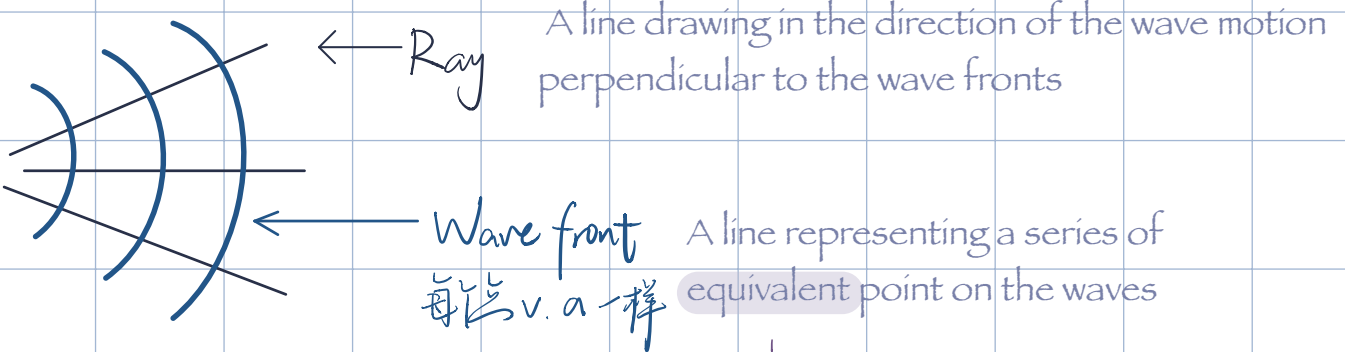 A line drawing in the direction of the wave motion
Ray
perpendicular to the wave fronts
Wave front
A line representing a series of
每个点 v. a 一样
equivalent point on the waves